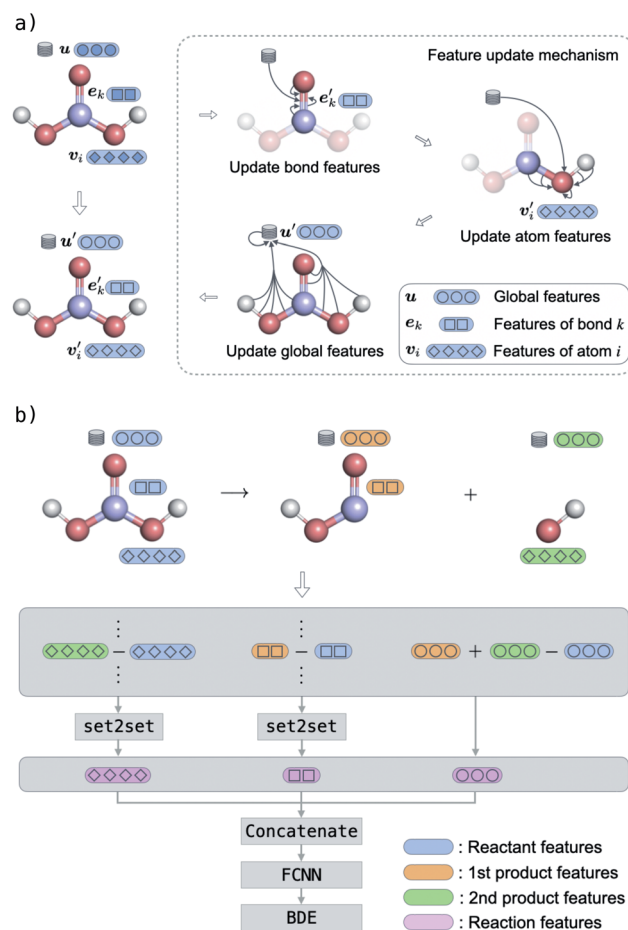 a)
u
Feature update mechanism
e_k
e′_k
v_i
Update bond features
v′_i
u′
u′
Update atom features
e′_k
u Global features
e_k Features of bond k
v′_i
Update global features
v_i Features of atom i
b)
→
+
− − + −
set2set set2set
Concatenate
: Reactant features
FCNN
: 1st product features
: 2nd product features
BDE
: Reaction features